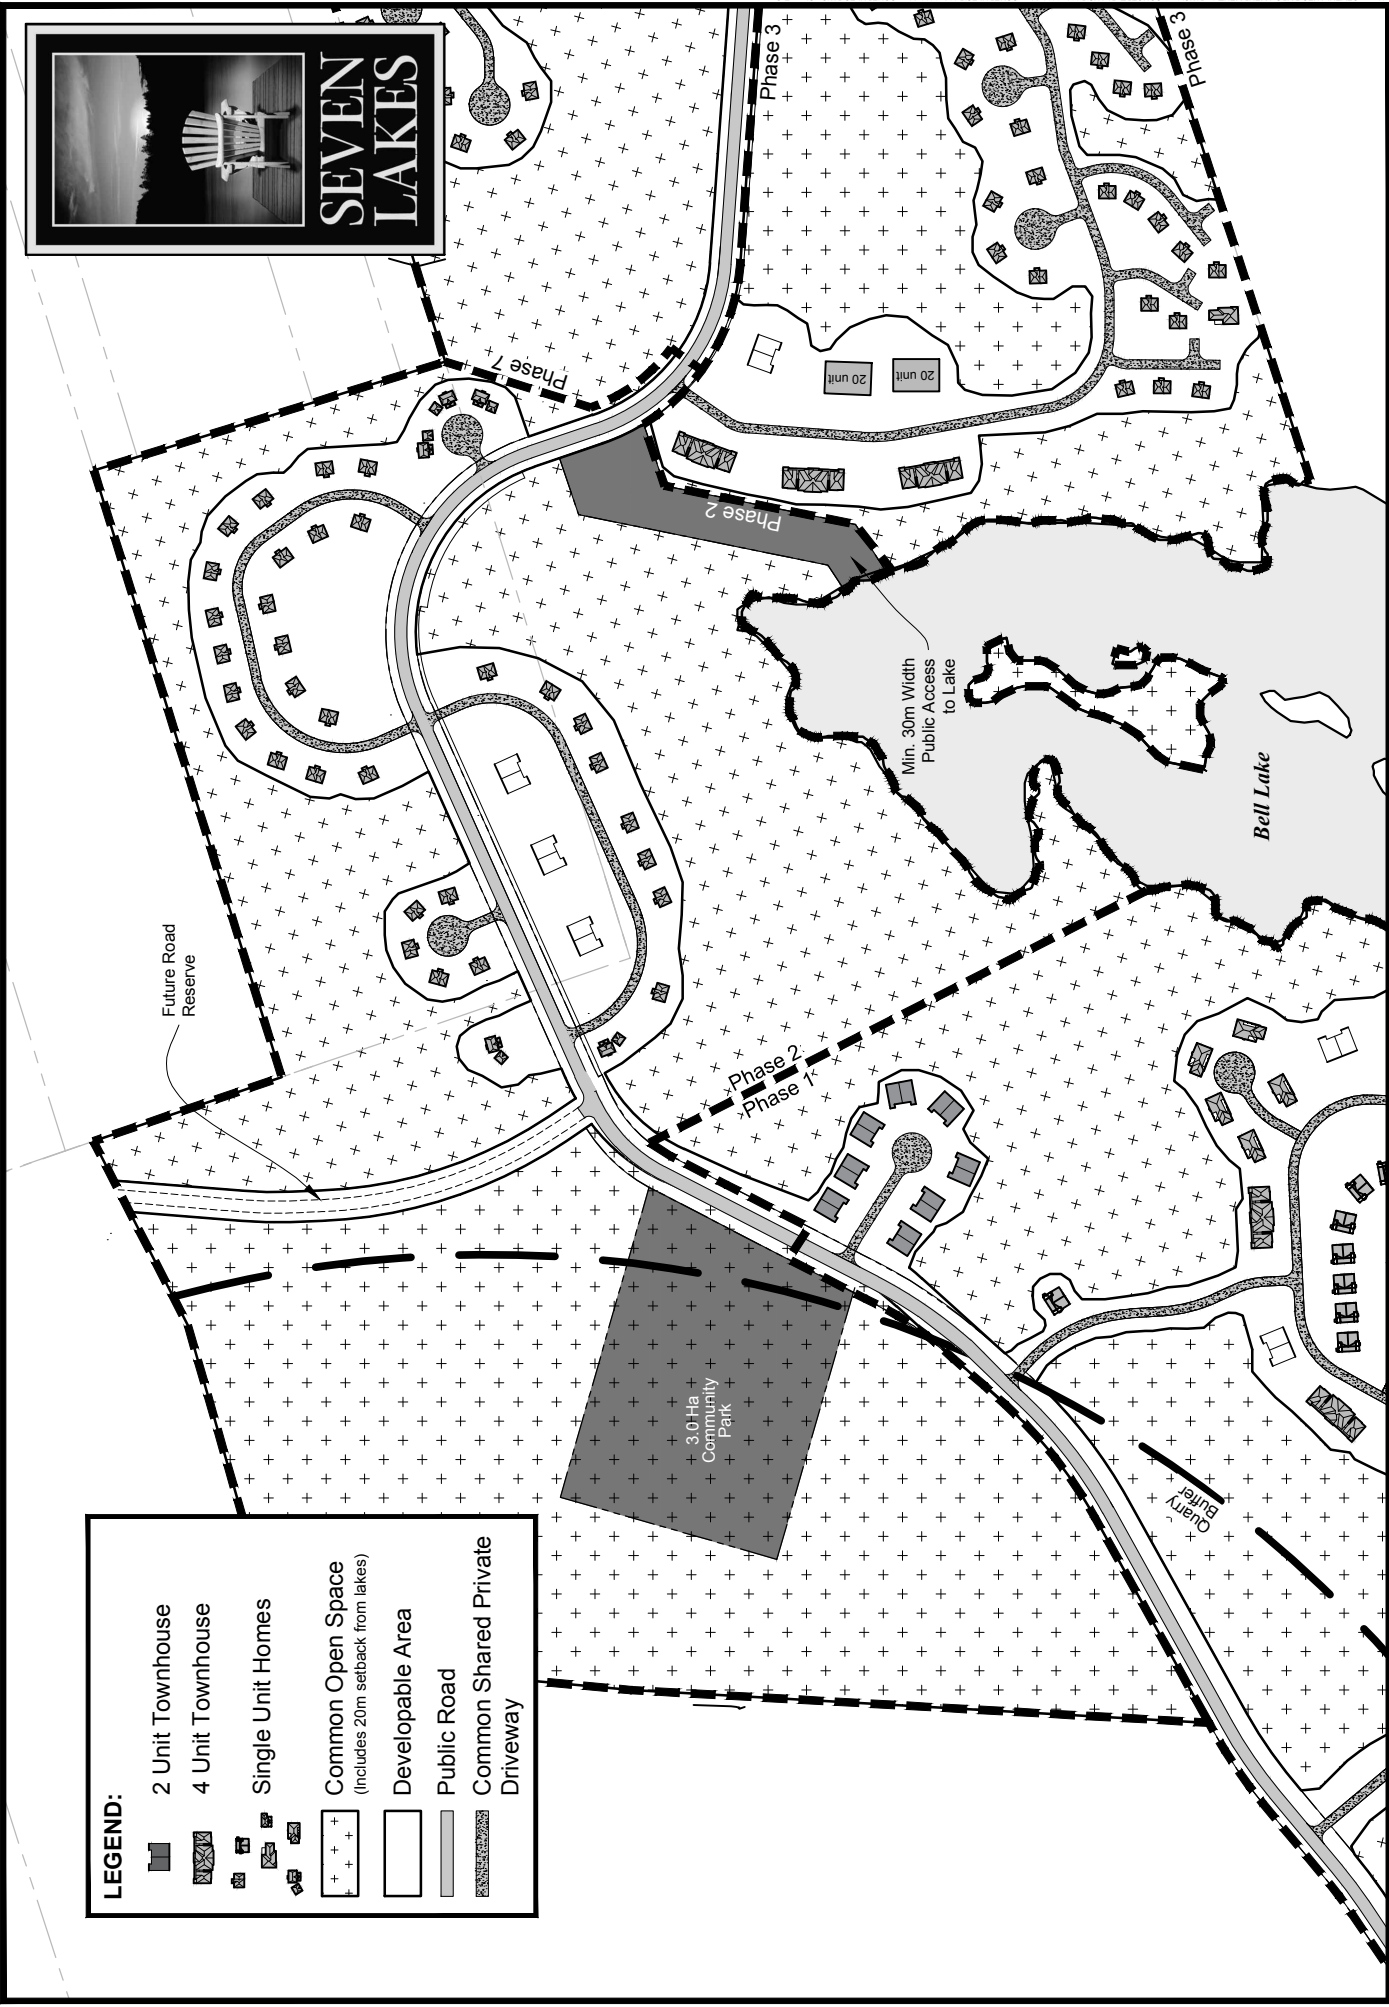 SEVEN
LAKES
Phase 3
Phase 3
Phase 7
20 unit
20 unit
Phase 2
Min. 30m Width
Public Access
to Lake
Bell Lake
Future Road
Reserve
Phase 2
Phase 1
3.0 Ha
Community
Park
Quarry
Buffer
LEGEND:
2 Unit Townhouse
4 Unit Townhouse
Single Unit Homes
Common Open Space
(Includes 20m setback from lakes)
Developable Area
Public Road
Common Shared Private
Driveway